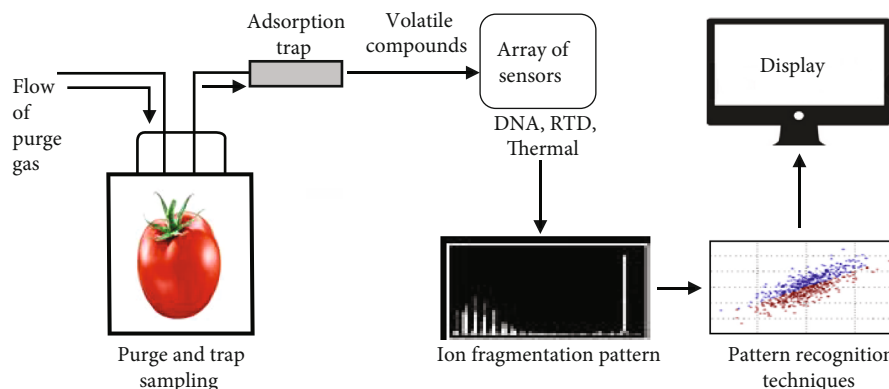 Flow
of
purge
gas
Adsorption
trap
Volatile
compounds
Array of
sensors
DNA, RTD,
Thermal
Display
Purge and trap
sampling
Ion fragmentation pattern
Pattern recognition
techniques